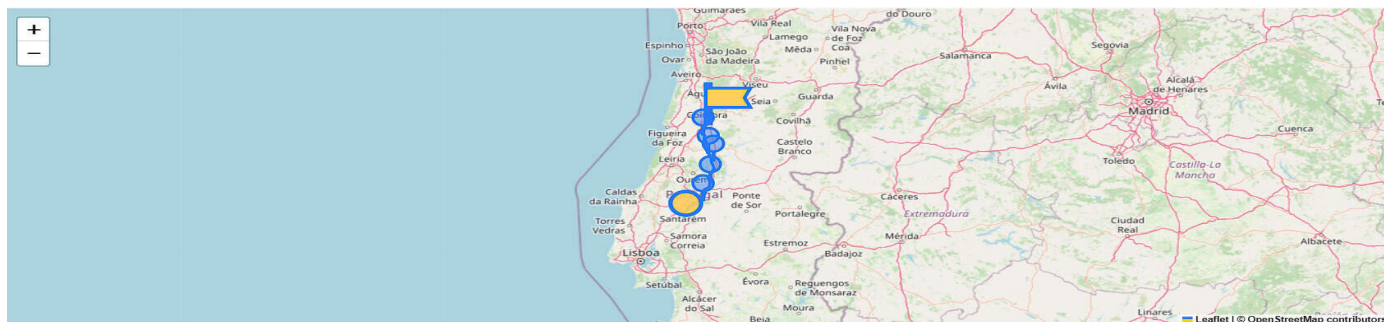 +
−
Guimarães
do Douro
Porto
Vila Real
Vila Nova
de Foz
Coa
Lamego
Mêda
Pinhel
Espinho
São João
da Madeira
Ovar
Aveiro
Viseu
Águ
Seia
Guarda
Coimbra
Covilhã
Figueira
da Foz
Castelo
Branco
Leiria
Ourém
Portugal
Caldas
da Rainha
Ponte
de Sor
Portalegre
Santarém
Torres
Vedras
Samora
Correia
Estremoz
Lisboa
Setúbal
Évora
Reguengos
de Monsaraz
Alcácer
do Sal
Moura
Beja
Salamanca
Segovia
Ávila
Alcalá
de Henares
Madrid
Cuenca
Toledo
Castilla-La
Mancha
Cáceres
Extremadura
Mérida
Badajoz
Ciudad
Real
Albacete
Linares
Te
Leaflet | © OpenStreetMap contributors